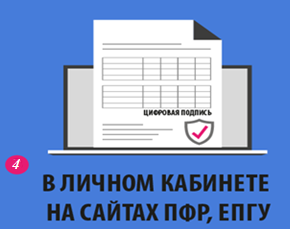 ЦИФРОВАЯ ПОДПИСЬ
4
В ЛИЧНОМ КАБИНЕТЕ
НА САЙТАХ ПФР, ЕПГУ